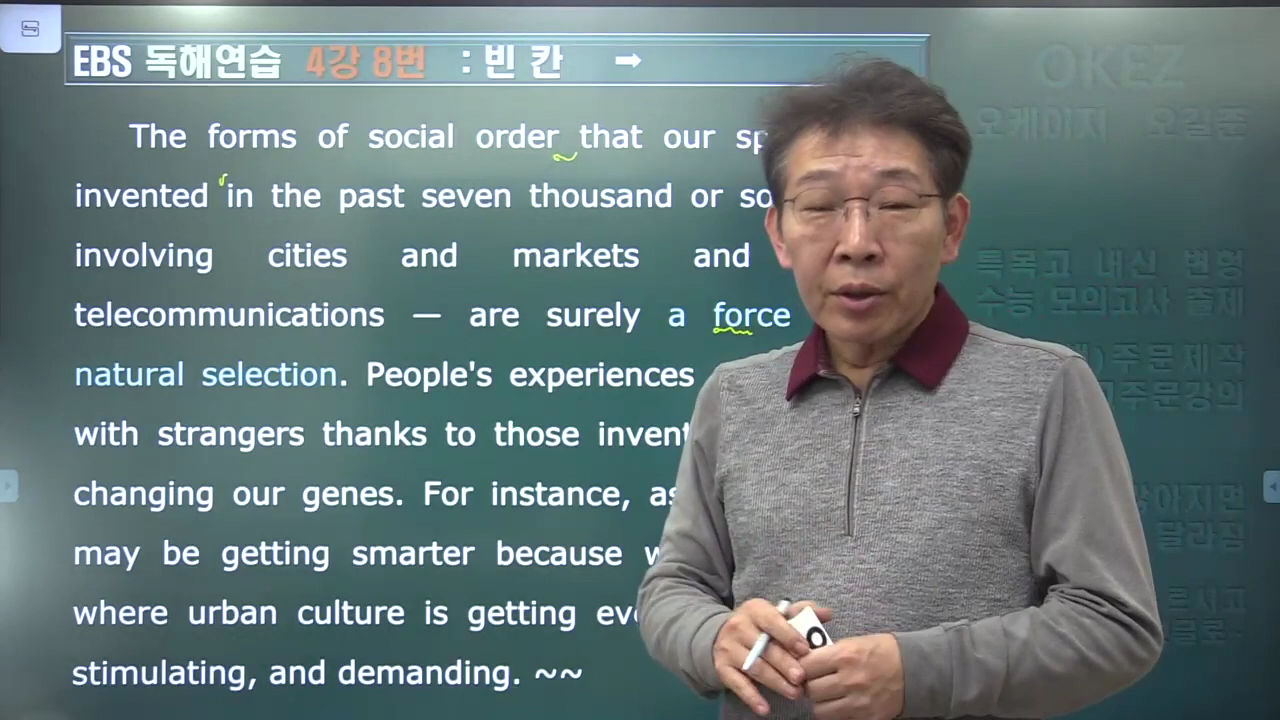 EBS 독해연습 4강 8번 : 빈 칸 →
The forms of social order that our
invented in the past seven thousand or so
involving cities and markets and
telecommunications — are surely a force
natural selection. People's experiences
with strangers thanks to those
changing our genes. For instance,
may be getting smarter because
where urban culture is getting
stimulating, and demanding. ~~
OKEZ
오케이지 오길준
특목고 내신 변형
수능 모의고사 출제
)주문제작
주문강의
달라짐